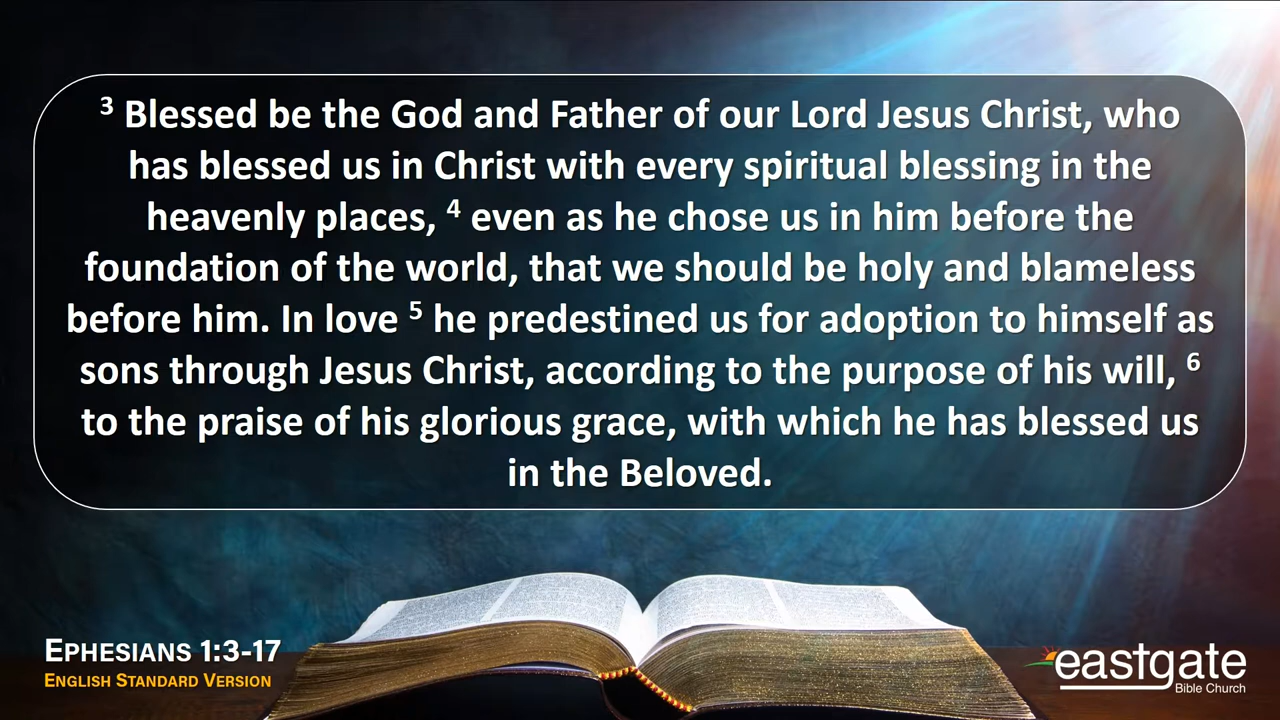 3 Blessed be the God and Father of our Lord Jesus Christ, who
has blessed us in Christ with every spiritual blessing in the
heavenly places, 4 even as he chose us in him before the
foundation of the world, that we should be holy and blameless
before him. In love 5 he predestined us for adoption to himself as
sons through Jesus Christ, according to the purpose of his will, 6
to the praise of his glorious grace, with which he has blessed us
in the Beloved.
Ephesians 1:3-17
English Standard Version
eastgate
Bible Church